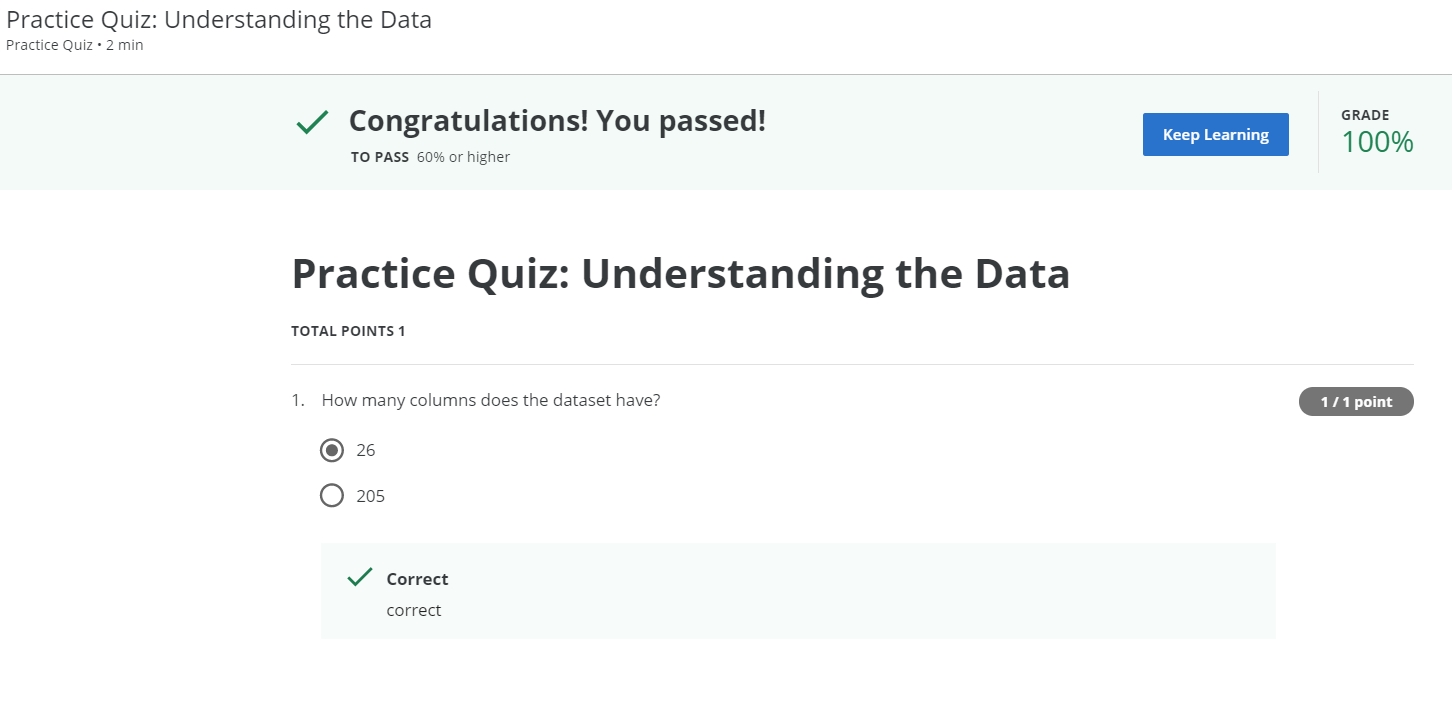 Practice Quiz: Understanding the Data
Practice Quiz • 2 min
Congratulations! You passed!
TO PASS 60% or higher
Keep Learning
GRADE
100%
Practice Quiz: Understanding the Data
TOTAL POINTS 1
1. How many columns does the dataset have?
1 / 1 point
26
205
Correct
correct